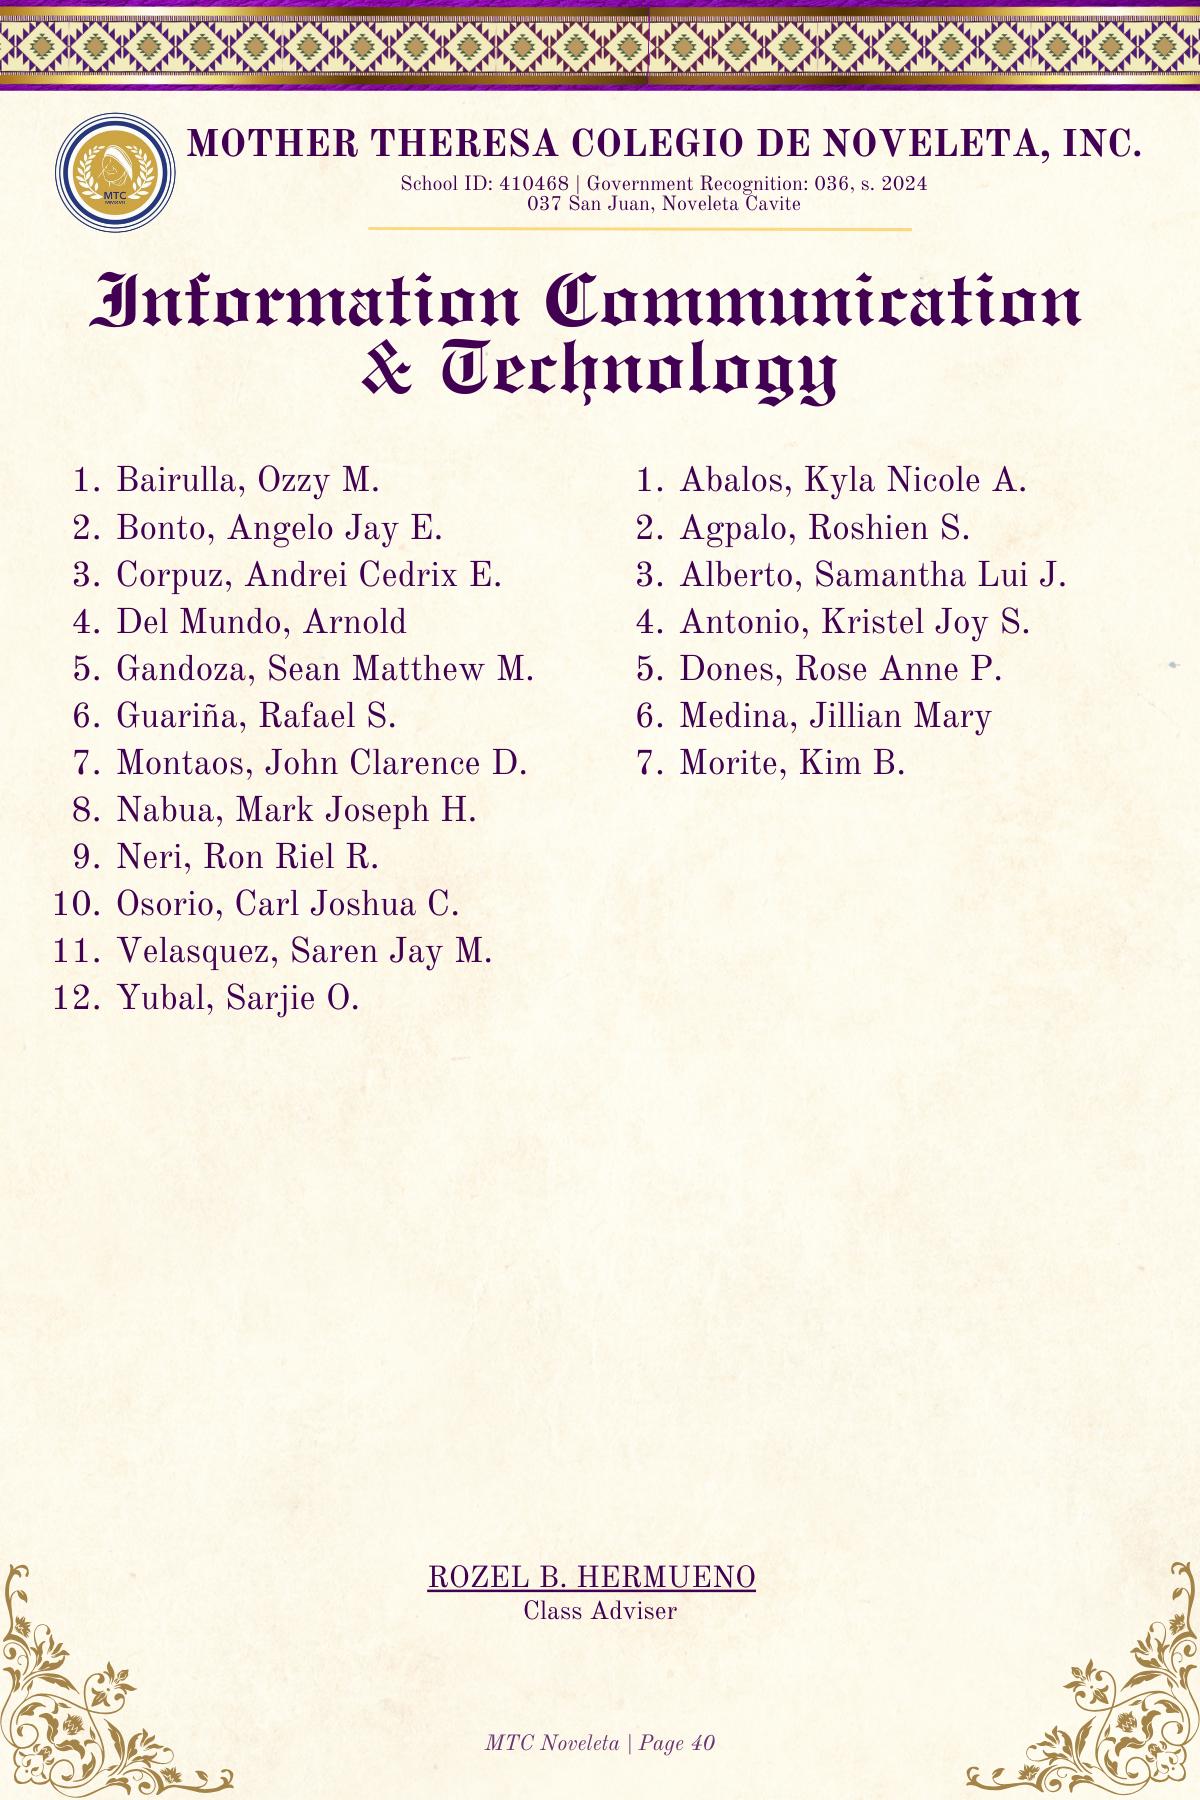 MTC
MOTHER THERESA COLEGIO DE NOVELETA, INC.
School ID: 410468 | Government Recognition: 036, s. 2024
037 San Juan, Noveleta Cavite
Information Communication
& Technology
1. Bairulla, Ozzy M.
2. Bonto, Angelo Jay E.
3. Corpuz, Andrei Cedrix E.
4. Del Mundo, Arnold
5. Gandoza, Sean Matthew M.
6. Guariña, Rafael S.
7. Montaos, John Clarence D.
8. Nabua, Mark Joseph H.
9. Neri, Ron Riel R.
10. Osorio, Carl Joshua C.
11. Velasquez, Saren Jay M.
12. Yubal, Sarjie O.
1. Abalos, Kyla Nicole A.
2. Agpalo, Roshien S.
3. Alberto, Samantha Lui J.
4. Antonio, Kristel Joy S.
5. Dones, Rose Anne P.
6. Medina, Jillian Mary
7. Morite, Kim B.
ROZEL B. HERMUENO
Class Adviser
MTC Noveleta | Page 40